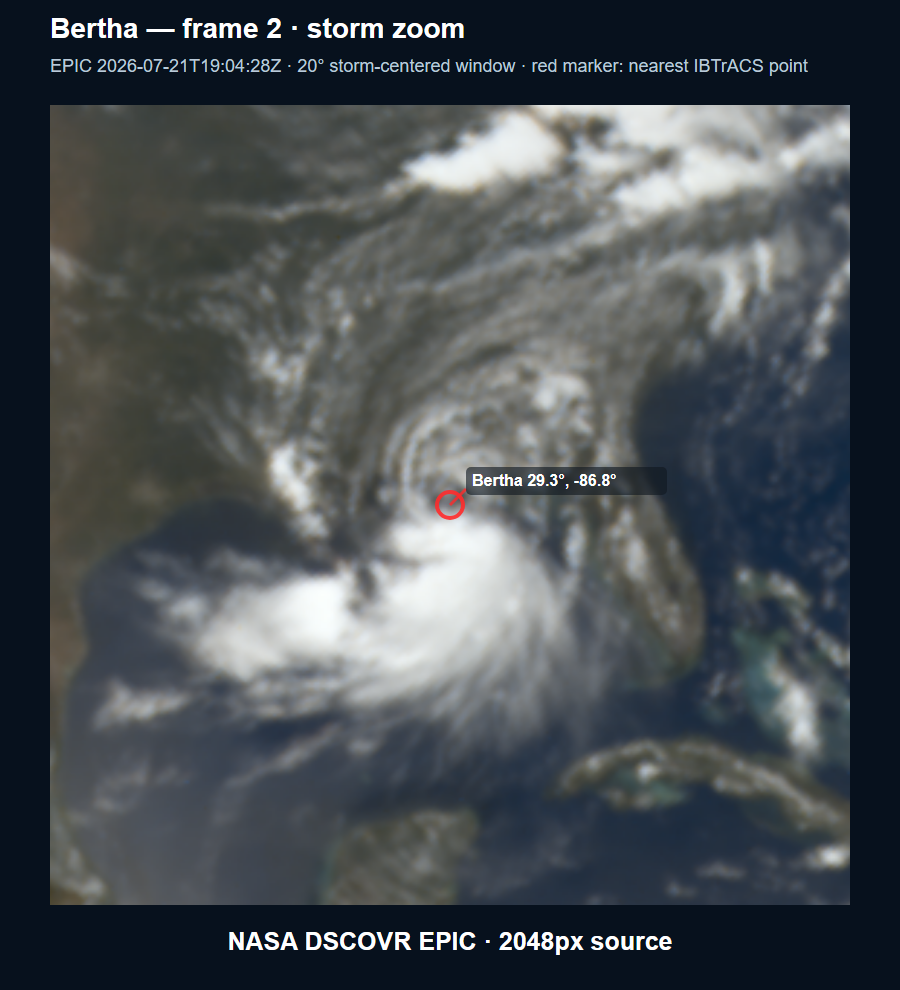 Bertha — frame 2 · storm zoom
EPIC 2026-07-21T19:04:28Z · 20° storm-centered window · red marker: nearest IBTrACS point
Bertha 29.3°, -86.8°
NASA DSCOVR EPIC · 2048px source